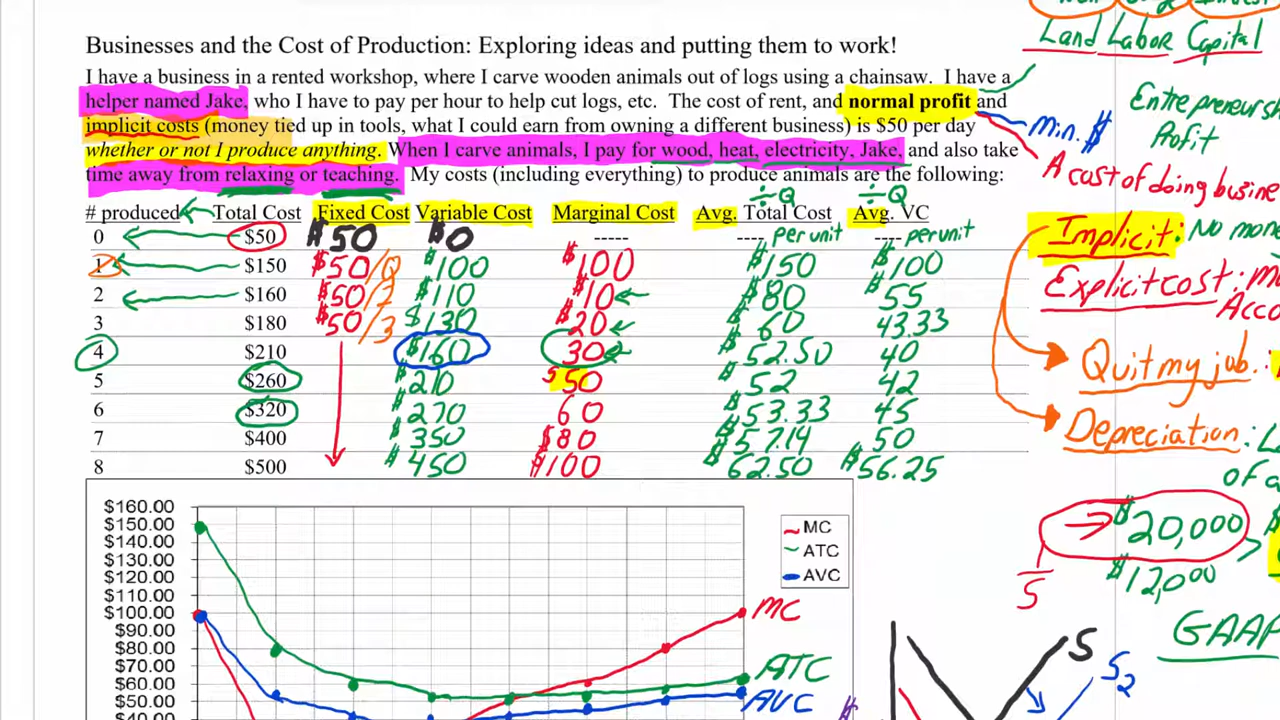 Land Labor Capital
Businesses and the Cost of Production: Exploring ideas and putting them to work!
I have a business in a rented workshop, where I carve wooden animals out of logs using a chainsaw. I have a
helper named Jake, who I have to pay per hour to help cut logs, etc. The cost of rent, and normal profit and
implicit costs (money tied up in tools, what I could earn from owning a different business) is $50 per day
whether or not I produce anything. When I carve animals, I pay for wood, heat, electricity, Jake, and also take
time away from relaxing or teaching. My costs (including everything) to produce animals are the following:
Entrepreneursh
Profit
Min. $
A cost of doing busine
÷Q ÷Q
# produced Total Cost Fixed Cost Variable Cost Marginal Cost Avg. Total Cost Avg. VC
0 $50 $50 $0 ---- ---- per unit ---- per unit
1 $150 $50/Q $100 $100 $150 $100
2 $160 $50/2 $110 $10 $80 $55
3 $180 $50/3 $130 $20 $60 43.33
4 $210 $160 30 $52.50 $40
5 $260 $210 $50 $52 $42
6 $320 $270 60 $53.33 45
7 $400 $350 $80 $57.14 50
8 $500 $450 $100 $62.50 $56.25
Implicit: No mone
Explicit cost: m
Acco
Quit my job.
Depreciation: L
of a
→ $20,000
$12,000
S
GAAP
$160.00
$150.00
$140.00
$130.00
$120.00
$110.00
$100.00
$90.00
$80.00
$70.00
$60.00
$50.00
$40.00
MC
ATC
AVC
MC
ATC
AVC
S
S2
$